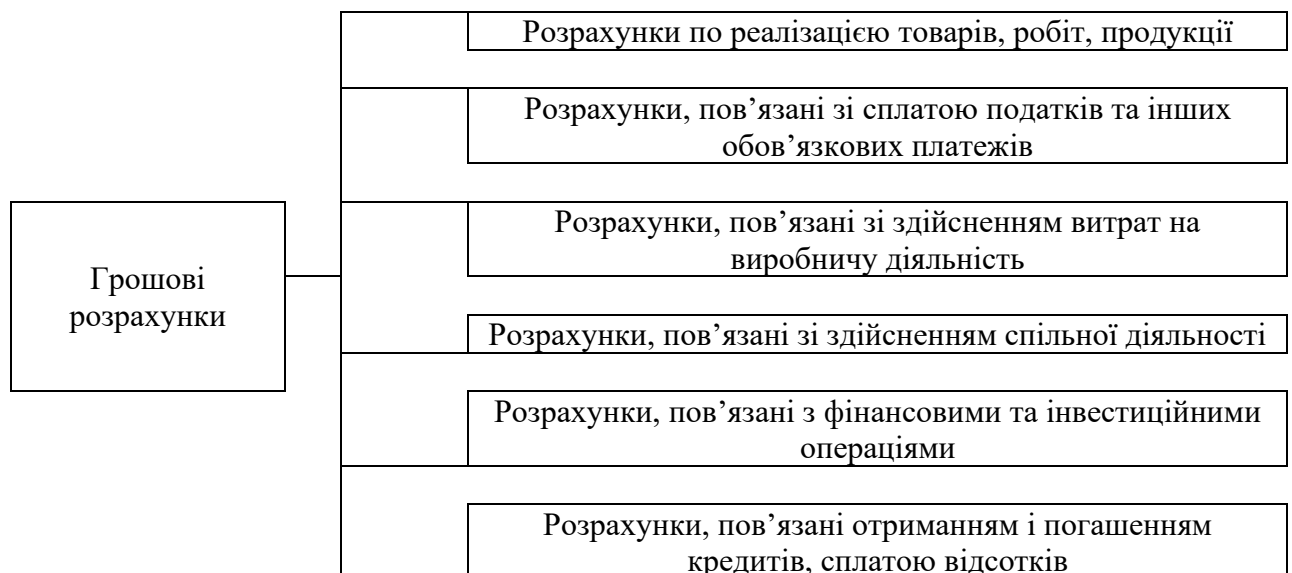 Розрахунки по реалізацією товарів, робіт, продукції
Розрахунки, пов’язані зі сплатою податків та інших
обов’язкових платежів
Розрахунки, пов’язані зі здійсненням витрат на
виробничу діяльність
Грошові
розрахунки
Розрахунки, пов’язані зі здійсненням спільної діяльності
Розрахунки, пов’язані з фінансовими та інвестиційними
операціями
Розрахунки, пов’язані отриманням і погашенням
кредитів, сплатою відсотків